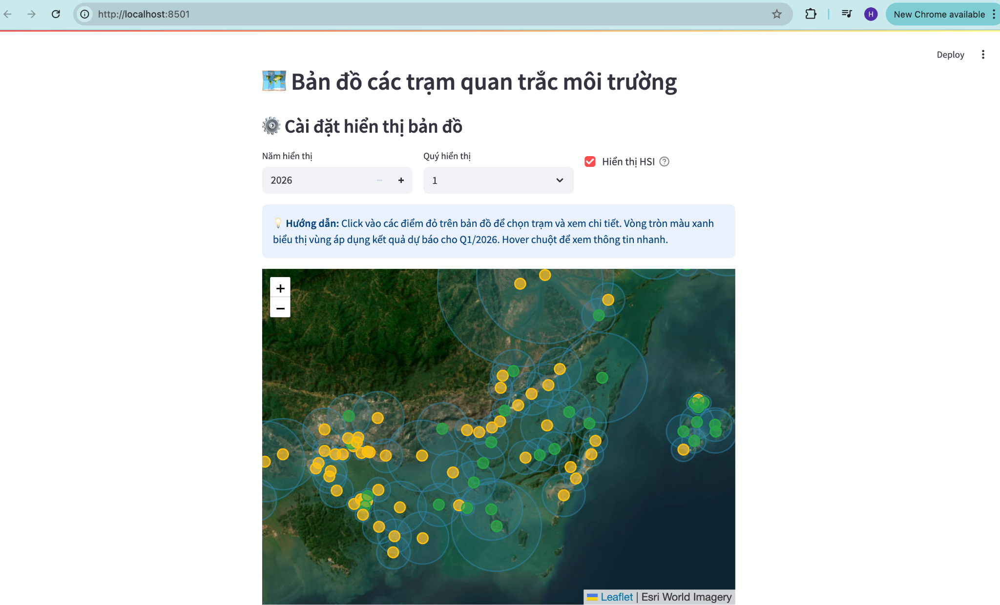 http://localhost:8501
H
New Chrome available
Deploy
Bản đồ các trạm quan trắc môi trường
Cài đặt hiển thị bản đồ
Năm hiển thị
Quý hiển thị
Hiển thị HSI
2026
1
Hướng dẫn: Click vào các điểm đỏ trên bản đồ để chọn trạm và xem chi tiết. Vòng tròn màu xanh
biểu thị vùng áp dụng kết quả dự báo cho Q1/2026. Hover chuột để xem thông tin nhanh.
+
−
Leaflet | Esri World Imagery